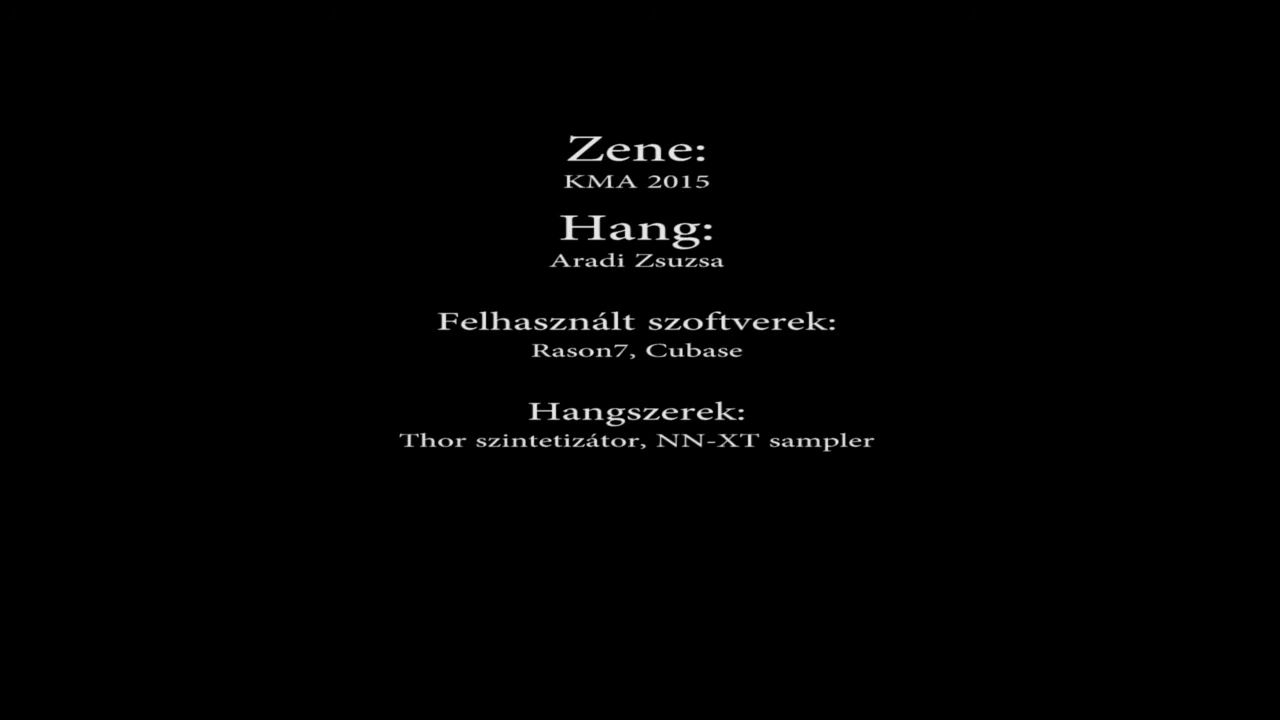 Zene:
KMA 2015
Hang:
Aradi Zsuzsa
Felhasznált szoftverek:
Rason7, Cubase
Hangszerek:
Thor szintetizátor, NN-XT sampler